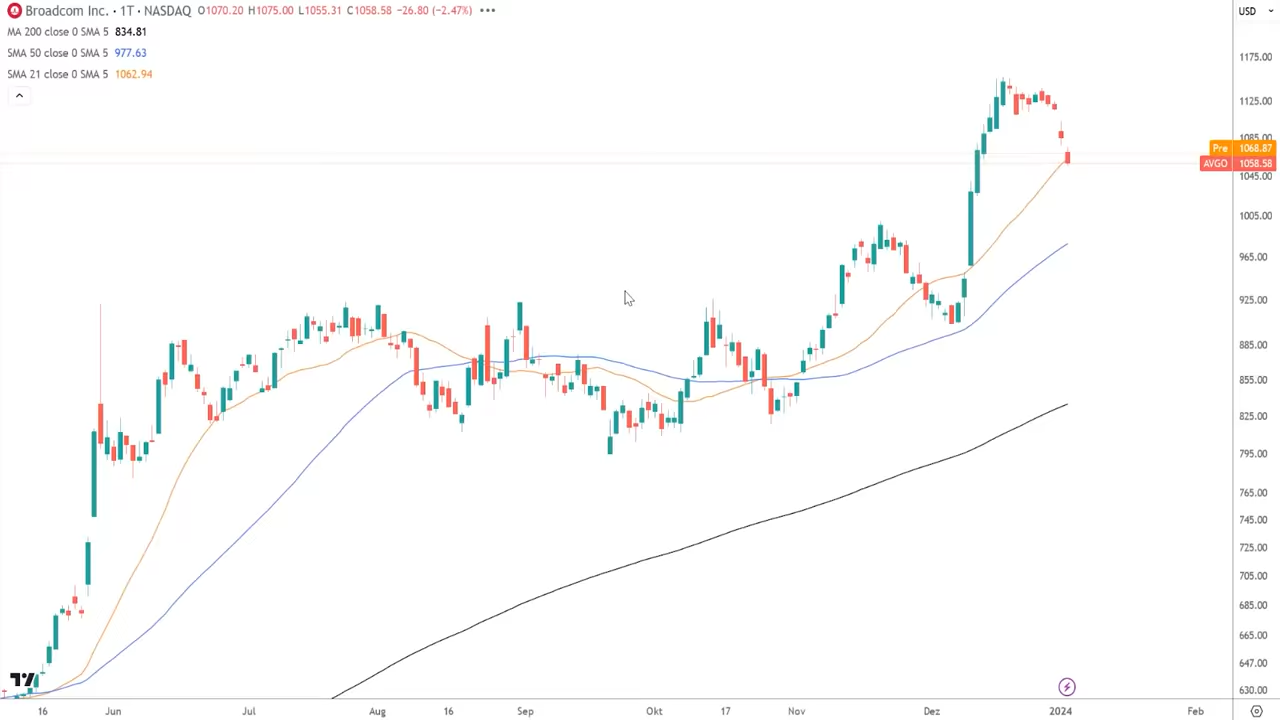 Broadcom Inc. · 1T · NASDAQ O1070.20 H1075.00 L1055.31 C1058.58 −26.80 (−2.47%)
USD
MA 200 close 0 SMA 5 834.81
SMA 50 close 0 SMA 5 977.63
SMA 21 close 0 SMA 5 1062.94
1175.00
1125.00
1085.00
Pre 1068.87
AVGO 1058.58
1045.00
1005.00
965.00
925.00
885.00
855.00
825.00
795.00
765.00
745.00
725.00
705.00
685.00
665.00
647.00
630.00
16 Jun Jul Aug 16 Sep Okt 17 Nov Dez 2024 Feb